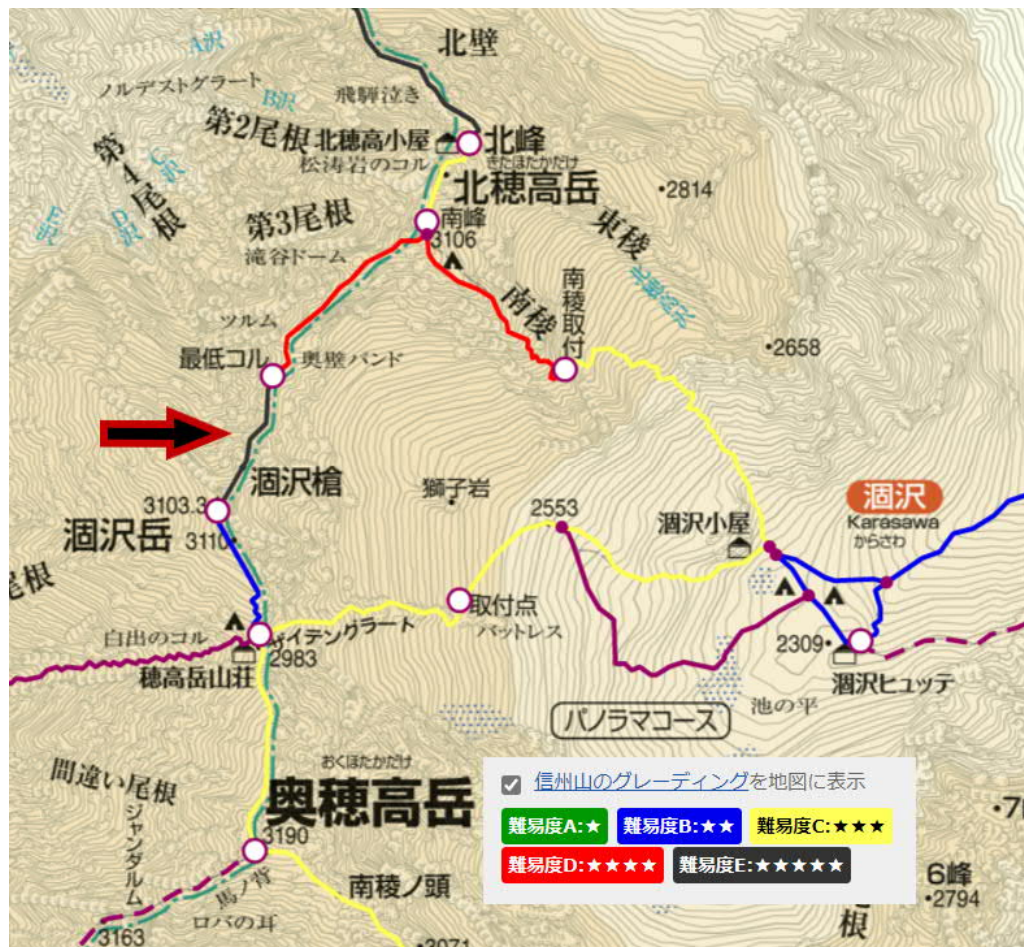 北壁
A沢
ノルデストグラート
B沢
飛騨泣き
第2尾根
北穂高小屋
北峰
松涛岩のコル
きたほたかだけ
北穂高岳
第4尾根
C沢
D沢
・2814
第3尾根
南峰
3106
東稜
滝谷ドーム
南稜
南稜取付
ツルム
最低コル
奥壁バンド
・2658
涸沢槍
獅子岩
3103.3
涸沢岳
3110・
2553
涸沢小屋
涸沢
Karasawa
からさわ
尾根
白出のコル
ザイテングラート
2983
穂高岳山荘
取付点
バットレス
2309・
涸沢ヒュッテ
池の平
パノラマコース
間違い尾根
おくほたかだけ
奥穂高岳
ジャンダルム
3190
馬ノ背
ロバの耳
南稜ノ頭
3163
・3071
信州山のグレーディングを地図に表示
難易度A:★ 難易度B:★★ 難易度C:★★★
難易度D:★★★★ 難易度E:★★★★★
6峰
・2794
根